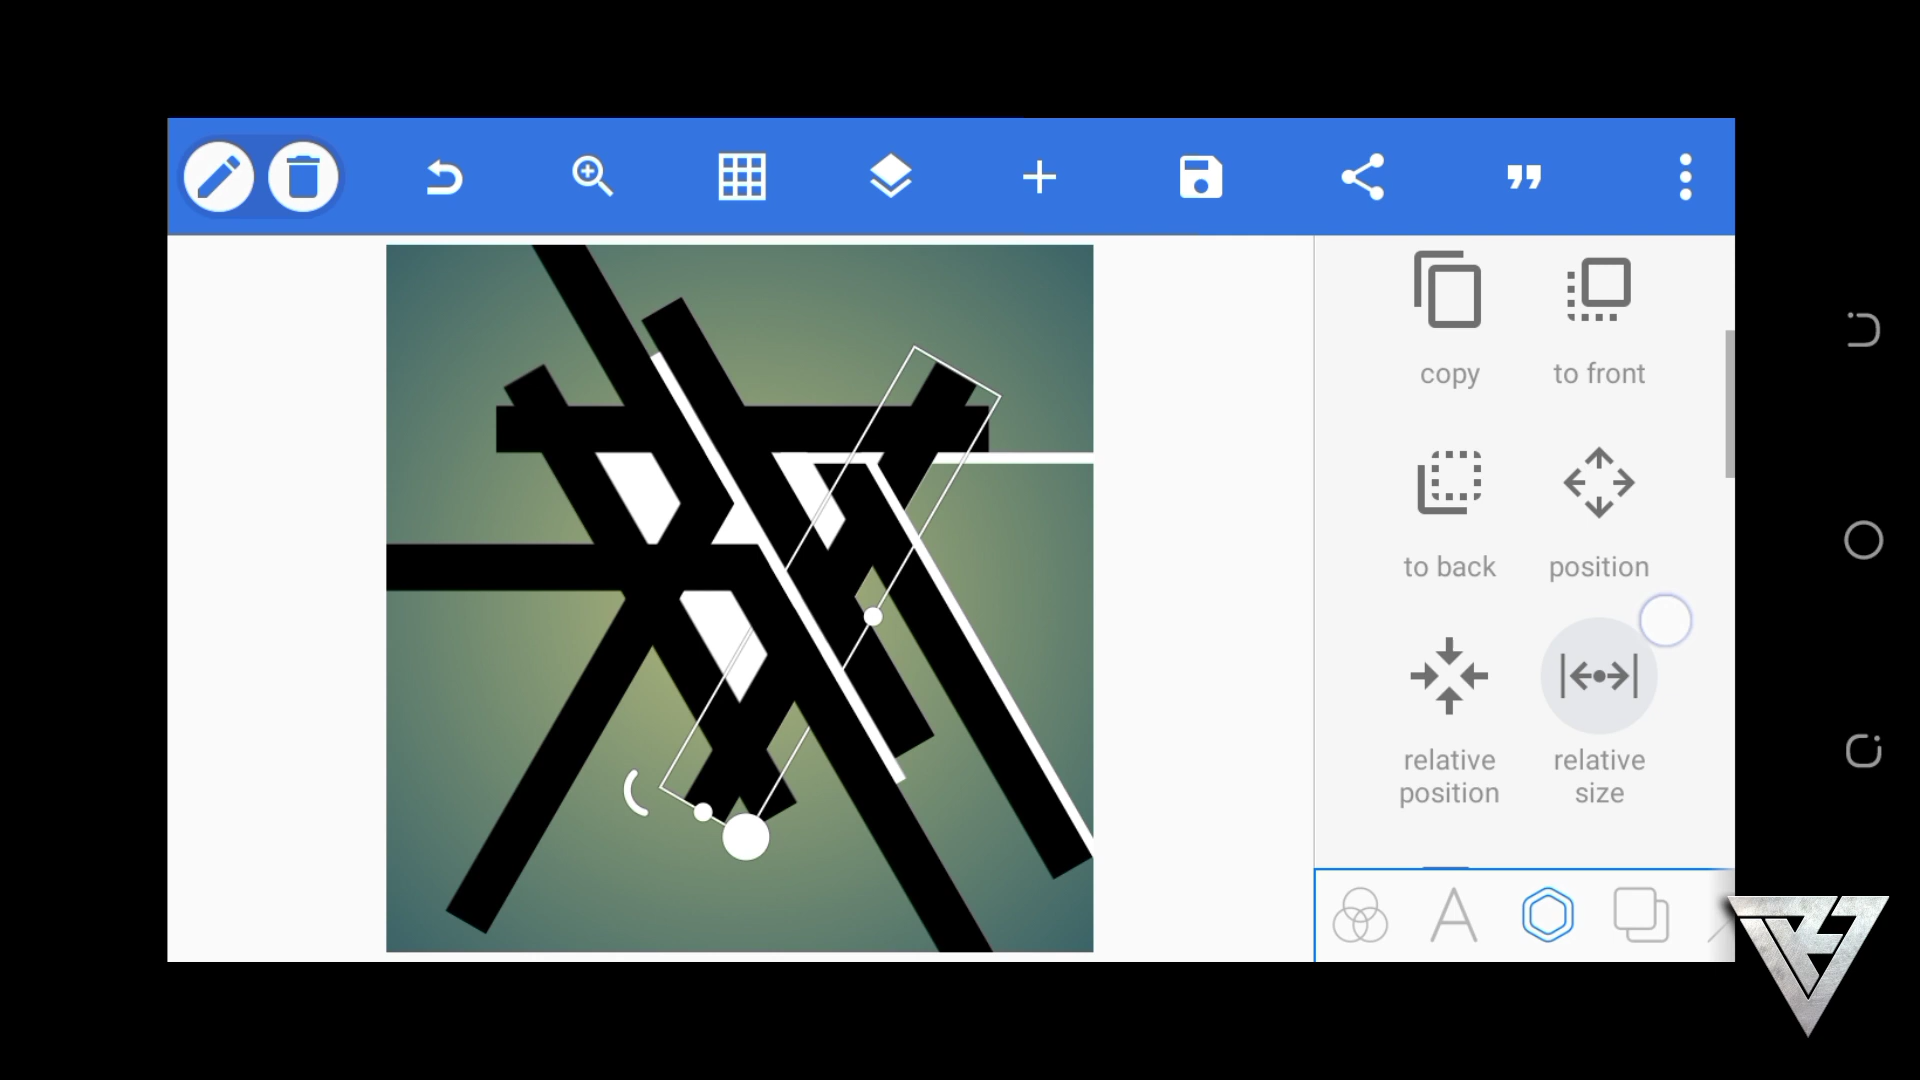 copy
to front
to back
position
relative
position
relative
size